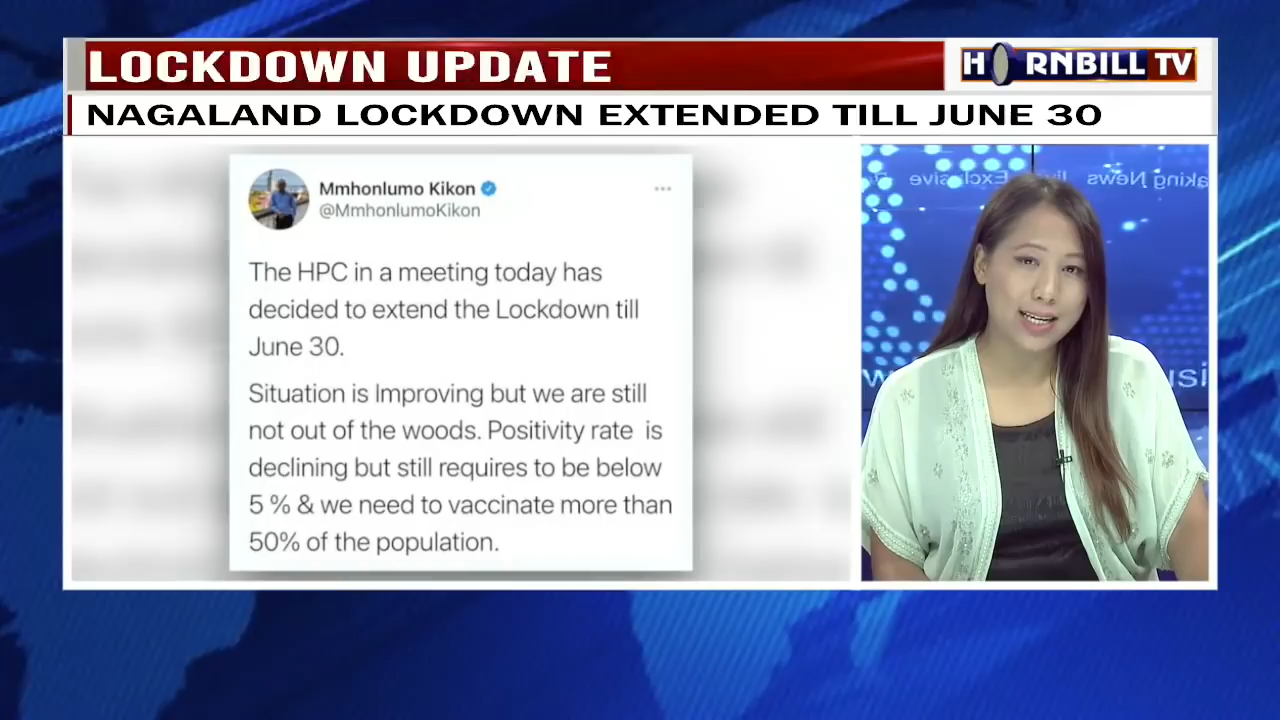 LOCKDOWN UPDATE
HORNBILL TV
NAGALAND LOCKDOWN EXTENDED TILL JUNE 30
Mmhonlumo Kikon
@MmhonlumoKikon
The HPC in a meeting today has
decided to extend the Lockdown till
June 30.
Situation is Improving but we are still
not out of the woods. Positivity rate is
declining but still requires to be below
5 % & we need to vaccinate more than
50% of the population.